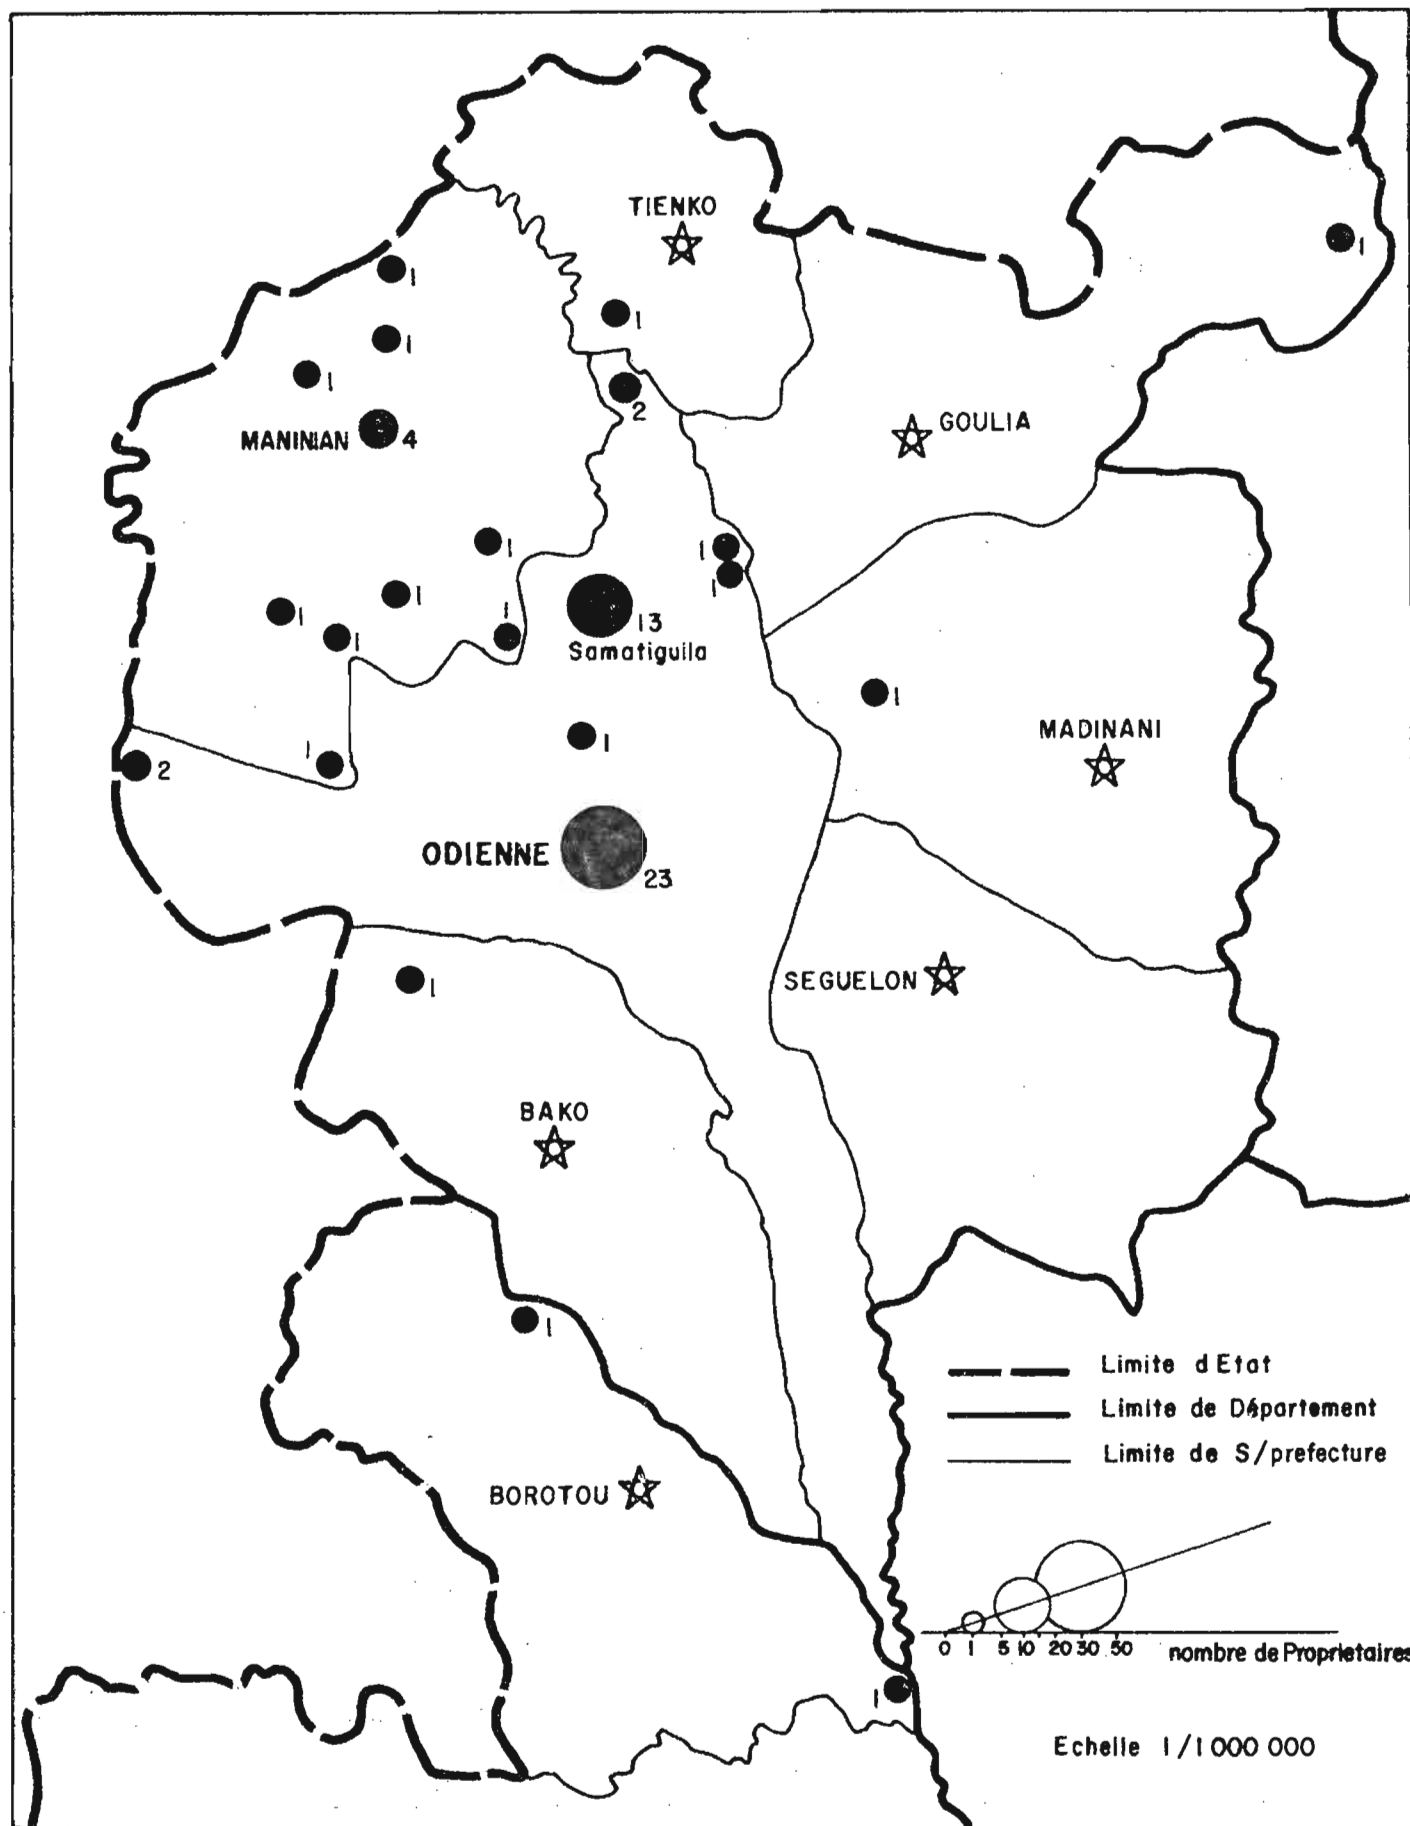 TIENKO
1
1
1
1
1
2
GOULIA
MANINIAN 4
1
1
1
1
1
1
1
13
Samatiguila
1
1
MADINANI
1
2
ODIENNE
23
1
SEGUELON
BAKO
1
Limite d Etat
Limite de Département
Limite de S/prefecture
BOROTOU
0 1 5 10 20 30 50
nombre de Proprietaires
1
Echelle 1/1000 000